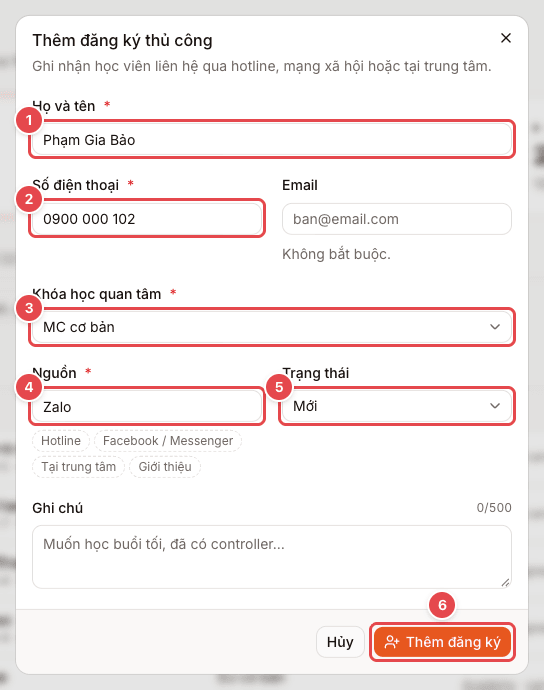 Thêm đăng ký thủ công
Ghi nhận học viên liên hệ qua hotline, mạng xã hội hoặc tại trung tâm.
Họ và tên *
1
Phạm Gia Bảo
Số điện thoại *
Email
2
0900 000 102
ban@email.com
Không bắt buộc.
Khóa học quan tâm *
3
MC cơ bản
Nguồn *
Trạng thái
4
Zalo
5
Mới
Hotline
Facebook / Messenger
Tại trung tâm
Giới thiệu
Ghi chú
0/500
Muốn học buổi tối, đã có controller...
6
Hủy
Thêm đăng ký